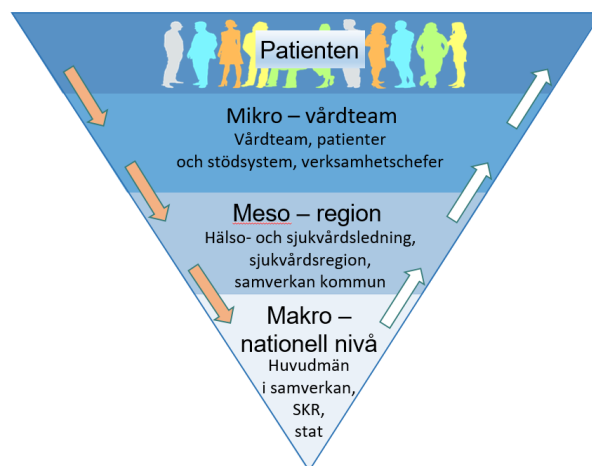 Patienten
Mikro – vårdteam
Vårdteam, patienter
och stödsystem, verksamhetschefer
Meso – region
Hälso- och sjukvårdsledning,
sjukvårdsregion,
samverkan kommun
Makro –
nationell nivå
Huvudmän
i samverkan,
SKR,
stat